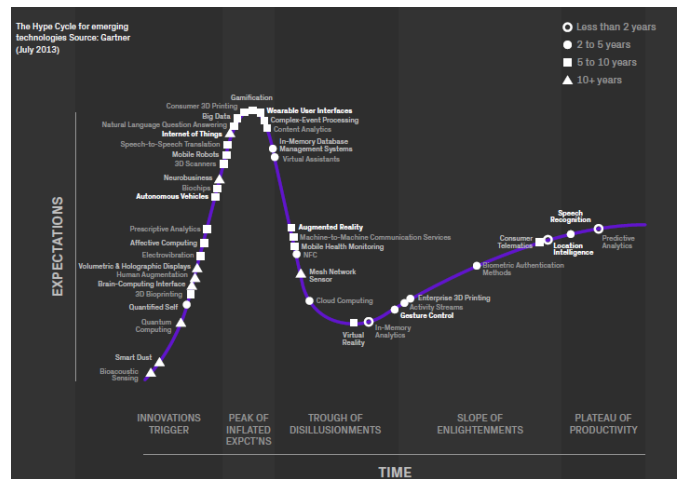 The Hype Cycle for emerging
technologies Source: Gartner
(July 2013)
Less than 2 years
2 to 5 years
5 to 10 years
10+ years
EXPECTATIONS
Gamification
Consumer 3D Printing
Wearable User Interfaces
Big Data
Complex-Event Processing
Natural Language Question Answering
Content Analytics
Internet of Things
Speech-to-Speech Translation
In-Memory Database
Management Systems
Mobile Robots
Virtual Assistants
3D Scanners
Neurobusiness
Biochips
Autonomous Vehicles
Prescriptive Analytics
Affective Computing
Electrovibration
Volumetric & Holographic Displays
Human Augmentation
Brain-Computer Interface
3D Bioprinting
Quantified Self
Quantum
Computing
Smart Dust
Bioacoustic
Sensing
Augmented Reality
Machine-to-Machine Communication Services
Mobile Health Monitoring
NFC
Mesh Network
Sensor
Cloud Computing
Virtual
Reality
In-Memory
Analytics
Enterprise 3D Printing
Activity Streams
Gesture Control
Biometric Authentication
Methods
Consumer
Telematics
Speech
Recognition
Location
Intelligence
Predictive
Analytics
INNOVATIONS
TRIGGER
PEAK OF
INFLATED
EXPCT'NS
TROUGH OF
DISILLUSIONMENTS
SLOPE OF
ENLIGHTENMENTS
PLATEAU OF
PRODUCTIVITY
TIME